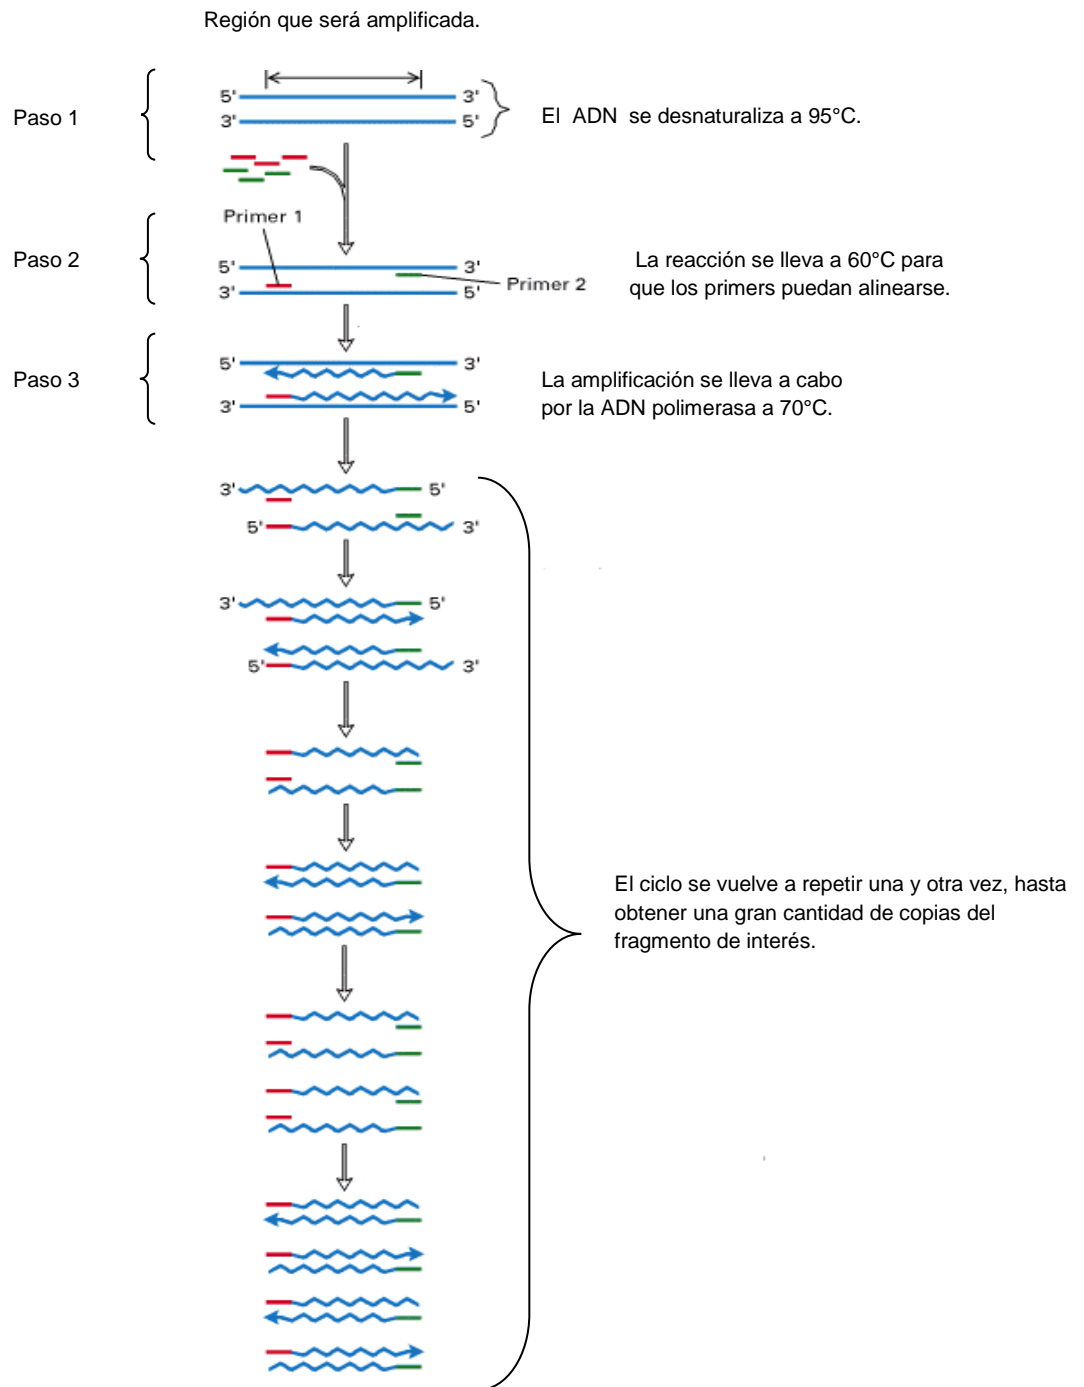 Región que será amplificada.
Paso 1
5' 3'
3' 5'
El ADN se desnaturaliza a 95°C.
Primer 1
Paso 2
5' 3'
3' 5'
Primer 2
La reacción se lleva a 60°C para
que los primers puedan alinearse.
Paso 3
5' 3'
3' 5'
La amplificación se lleva a cabo
por la ADN polimerasa a 70°C.
3' 5'
5' 3'
3' 5'
5' 3'
El ciclo se vuelve a repetir una y otra vez, hasta
obtener una gran cantidad de copias del
fragmento de interés.